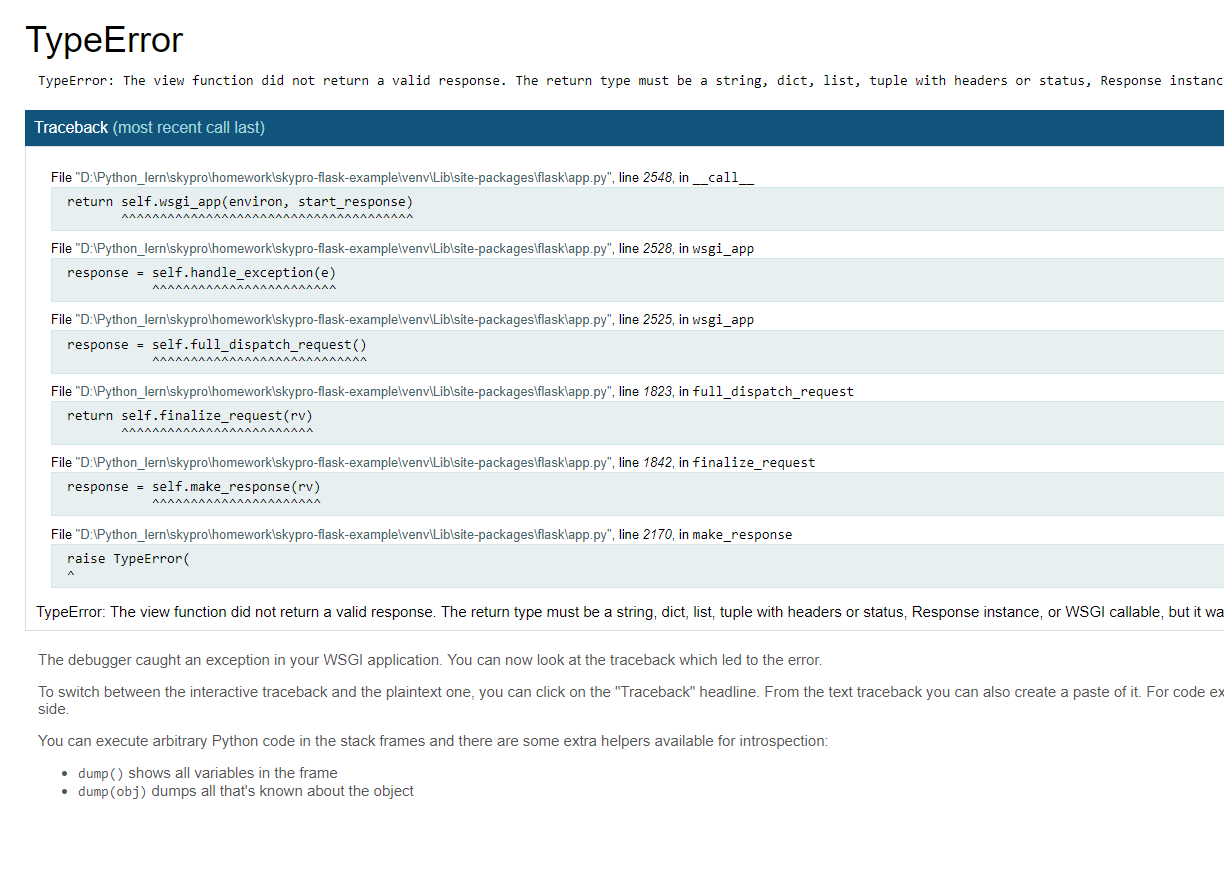 TypeError
TypeError: The view function did not return a valid response. The return type must be a string, dict, list, tuple with headers or status, Response instanc
Traceback (most recent call last)
File "D:\Python_lern\skypro\homework\skypro-flask-example\venv\Lib\site-packages\flask\app.py", line 2548, in __call__
return self.wsgi_app(environ, start_response)
^^^^^^^^^^^^^^^^^^^^^^^^^^^^^^^^^^^^^^
File "D:\Python_lern\skypro\homework\skypro-flask-example\venv\Lib\site-packages\flask\app.py", line 2528, in wsgi_app
response = self.handle_exception(e)
^^^^^^^^^^^^^^^^^^^^^^^^
File "D:\Python_lern\skypro\homework\skypro-flask-example\venv\Lib\site-packages\flask\app.py", line 2525, in wsgi_app
response = self.full_dispatch_request()
^^^^^^^^^^^^^^^^^^^^^^^^^^^^
File "D:\Python_lern\skypro\homework\skypro-flask-example\venv\Lib\site-packages\flask\app.py", line 1823, in full_dispatch_request
return self.finalize_request(rv)
^^^^^^^^^^^^^^^^^^^^^^^^^
File "D:\Python_lern\skypro\homework\skypro-flask-example\venv\Lib\site-packages\flask\app.py", line 1842, in finalize_request
response = self.make_response(rv)
^^^^^^^^^^^^^^^^^^^^^^
File "D:\Python_lern\skypro\homework\skypro-flask-example\venv\Lib\site-packages\flask\app.py", line 2170, in make_response
raise TypeError(
^
TypeError: The view function did not return a valid response. The return type must be a string, dict, list, tuple with headers or status, Response instance, or WSGI callable, but it wa
The debugger caught an exception in your WSGI application. You can now look at the traceback which led to the error.
To switch between the interactive traceback and the plaintext one, you can click on the "Traceback" headline. From the text traceback you can also create a paste of it. For code ex
side.
You can execute arbitrary Python code in the stack frames and there are some extra helpers available for introspection:
• dump() shows all variables in the frame
• dump(obj) dumps all that's known about the object